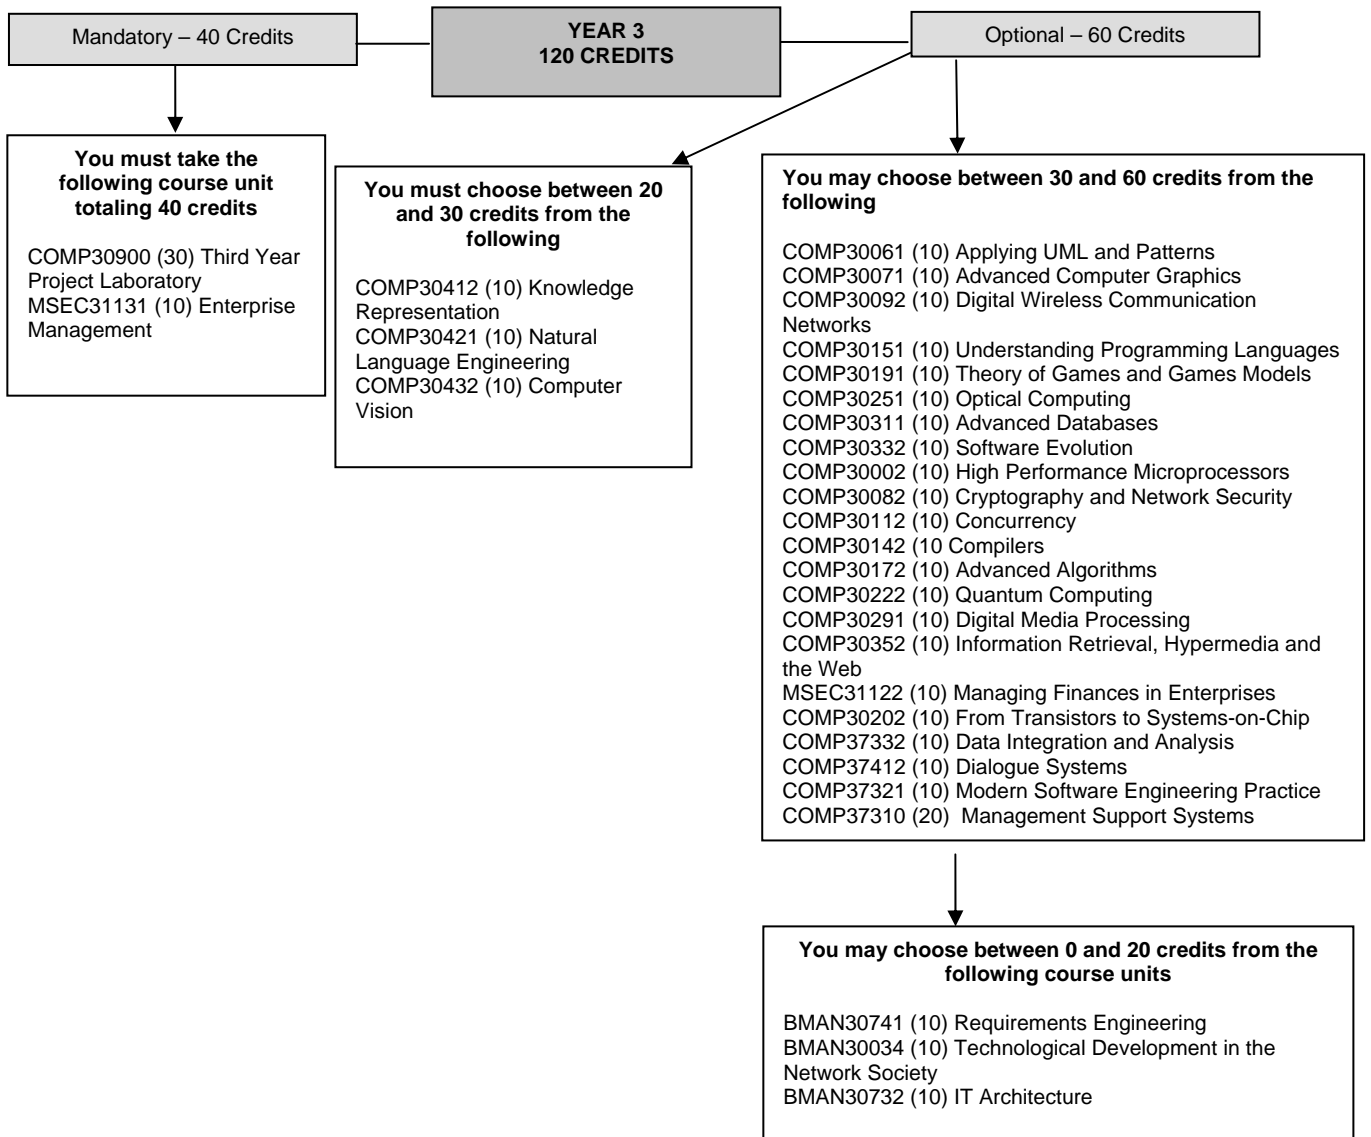 Mandatory – 40 Credits
YEAR 3
120 CREDITS
Optional – 60 Credits
You must take the
following course unit
totaling 40 credits
COMP30900 (30) Third Year
Project Laboratory
MSEC31131 (10) Enterprise
Management
You must choose between 20
and 30 credits from the
following
COMP30412 (10) Knowledge
Representation
COMP30421 (10) Natural
Language Engineering
COMP30432 (10) Computer
Vision
You may choose between 30 and 60 credits from the
following
COMP30061 (10) Applying UML and Patterns
COMP30071 (10) Advanced Computer Graphics
COMP30092 (10) Digital Wireless Communication
Networks
COMP30151 (10) Understanding Programming Languages
COMP30191 (10) Theory of Games and Games Models
COMP30251 (10) Optical Computing
COMP30311 (10) Advanced Databases
COMP30332 (10) Software Evolution
COMP30002 (10) High Performance Microprocessors
COMP30082 (10) Cryptography and Network Security
COMP30112 (10) Concurrency
COMP30142 (10 Compilers
COMP30172 (10) Advanced Algorithms
COMP30222 (10) Quantum Computing
COMP30291 (10) Digital Media Processing
COMP30352 (10) Information Retrieval, Hypermedia and
the Web
MSEC31122 (10) Managing Finances in Enterprises
COMP30202 (10) From Transistors to Systems-on-Chip
COMP37332 (10) Data Integration and Analysis
COMP37412 (10) Dialogue Systems
COMP37321 (10) Modern Software Engineering Practice
COMP37310 (20) Management Support Systems
You may choose between 0 and 20 credits from the
following course units
BMAN30741 (10) Requirements Engineering
BMAN30034 (10) Technological Development in the
Network Society
BMAN30732 (10) IT Architecture